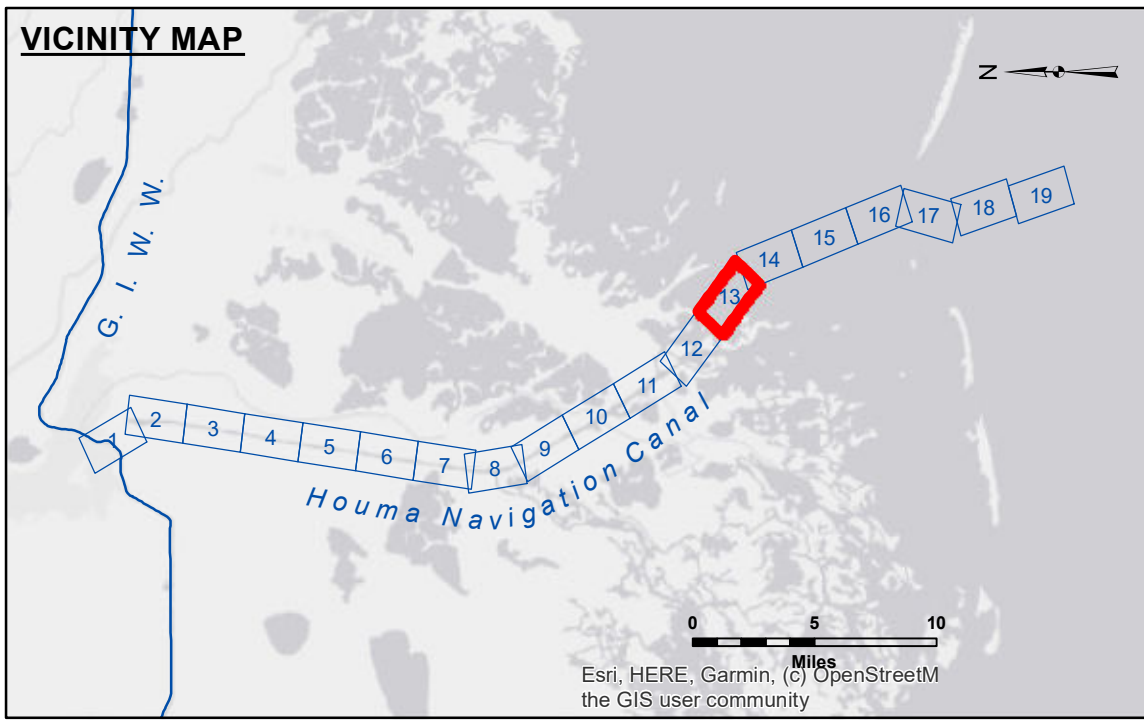 VICINITY MAP
N
G. I. W. W.
1
2
3
4
5
6
7
8
9
10
11
12
13
14
15
16
17
18
19
Houma Navigation Canal
0 5 10
Miles
Esri, HERE, Garmin, (c) OpenStreetM
the GIS user community